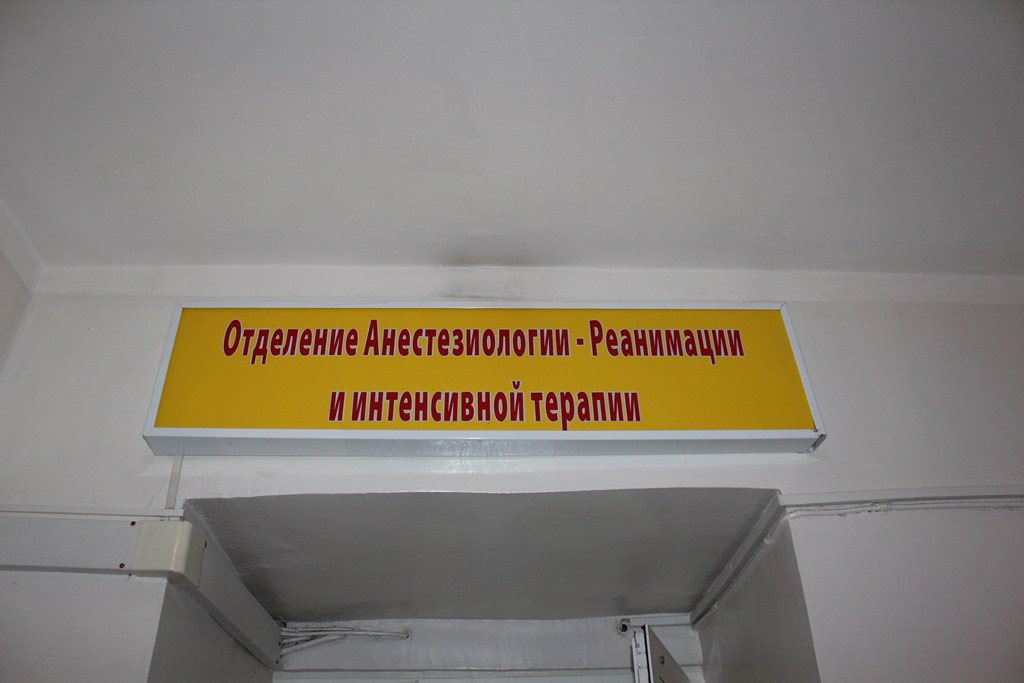 Отделение Анестезиологии - Реанимации
и интенсивной терапии